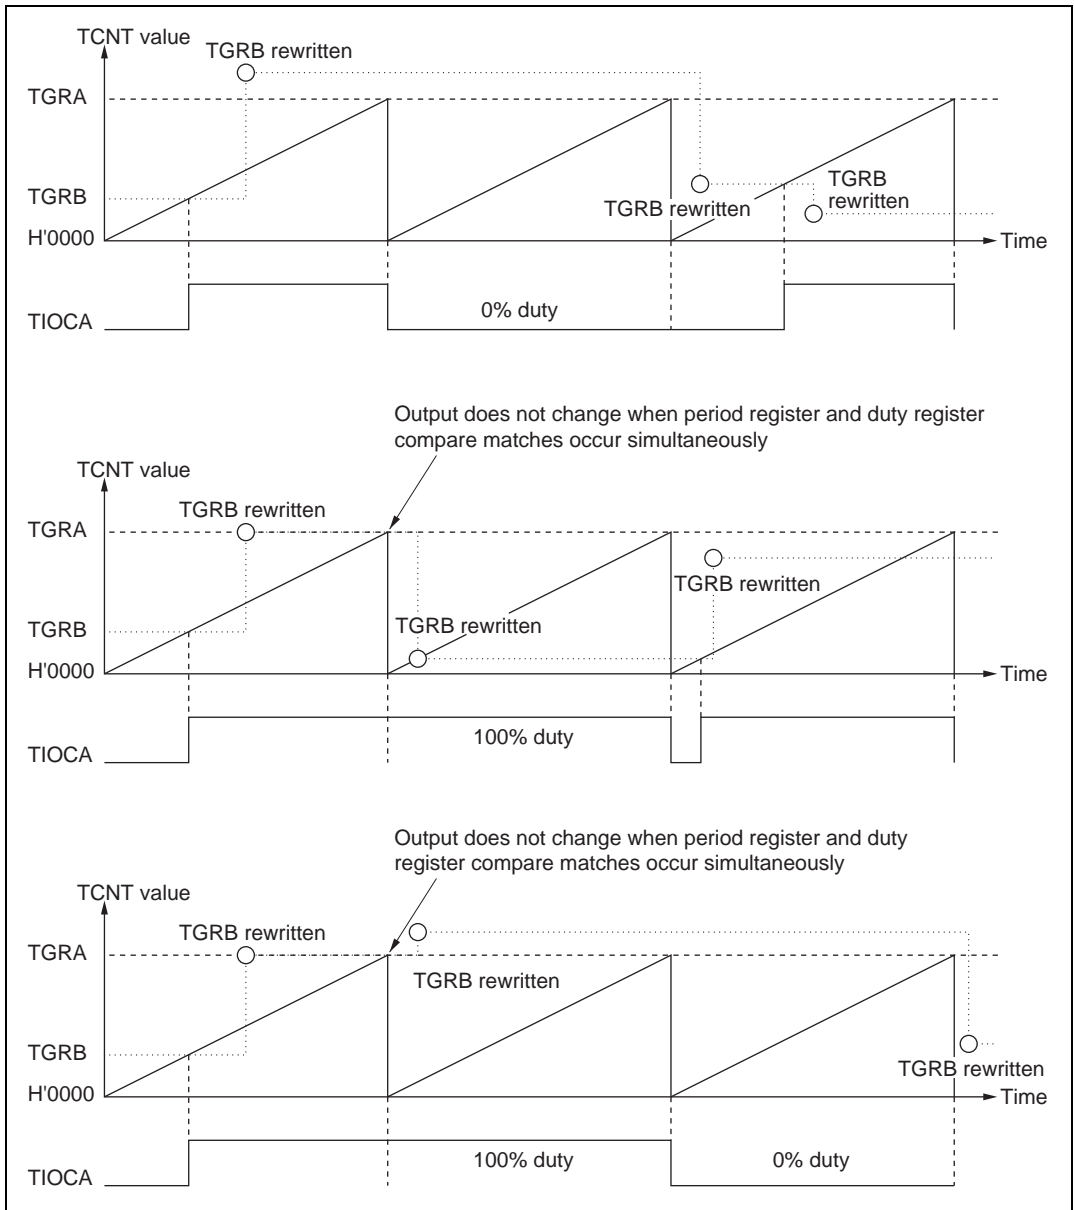 TCNT value
TGRB rewritten
TGRA
TGRB
rewritten
TGRB
TGRB rewritten
H'0000
Time
0% duty
TIOCA
Output does not change when period register and duty register
compare matches occur simultaneously
TCNT value
TGRB rewritten
TGRA
TGRB rewritten
TGRB
TGRB rewritten
H'0000
Time
100% duty
TIOCA
Output does not change when period register and duty
register compare matches occur simultaneously
TCNT value
TGRB rewritten
TGRA
TGRB rewritten
TGRB
TGRB rewritten
H'0000
Time
100% duty
0% duty
TIOCA